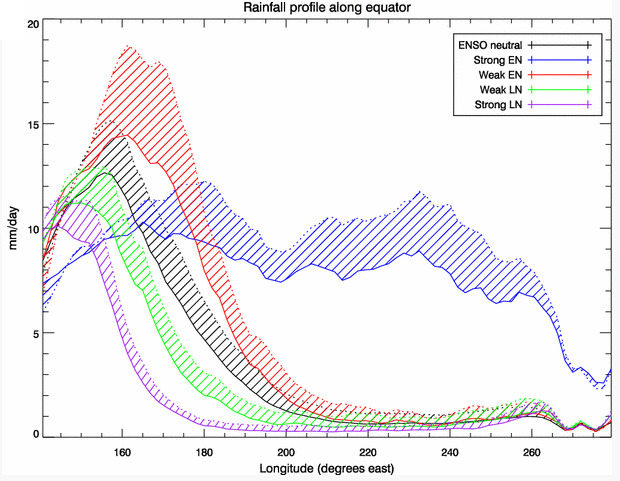 Rainfall profile along equator
ENSO neutral
Strong EN
Weak EN
Weak LN
Strong LN
20
15
10
5
0
mm/day
160 180 200 220 240 260
Longitude (degrees east)